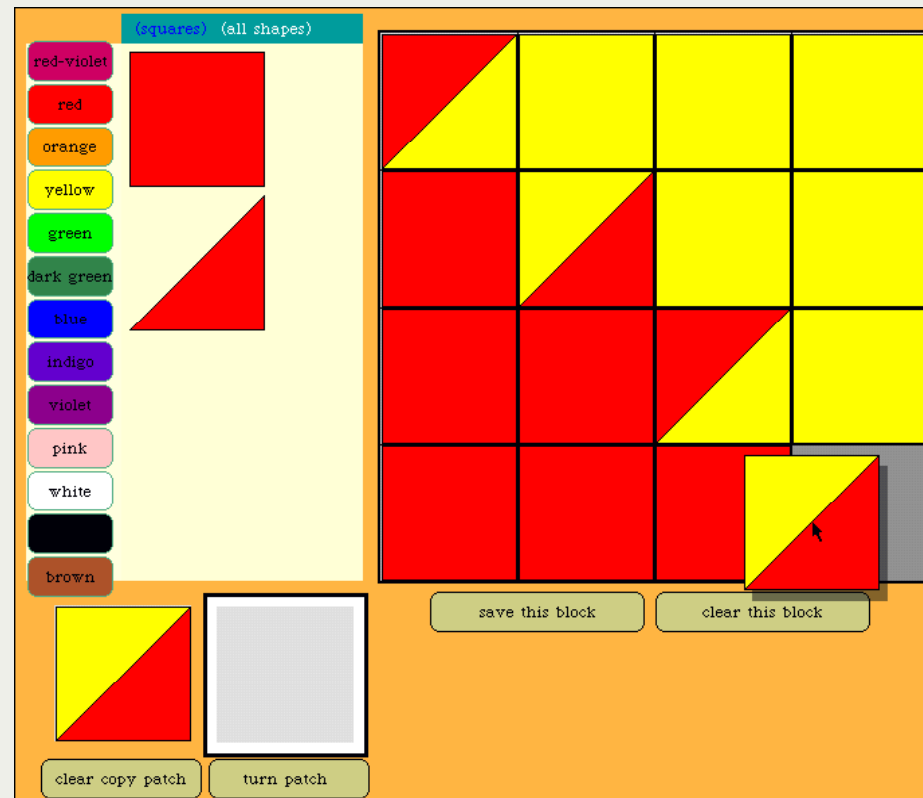 (squares) (all shapes)
red-violet
red
orange
yellow
green
dark green
blue
indigo
violet
pink
white
brown
save this block
clear this block
clear copy patch
turn patch